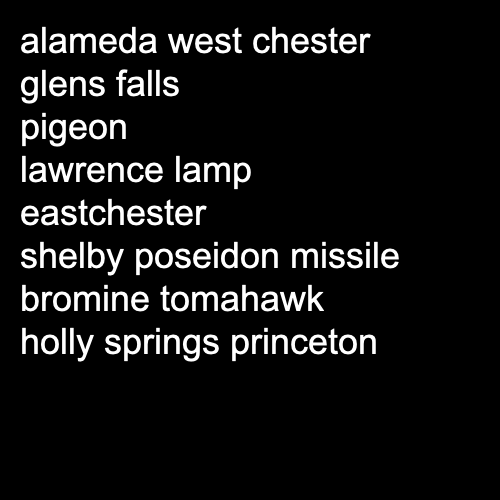 alameda west chester
glens falls
pigeon
lawrence lamp
eastchester
shelby poseidon missile
bromine tomahawk
holly springs princeton